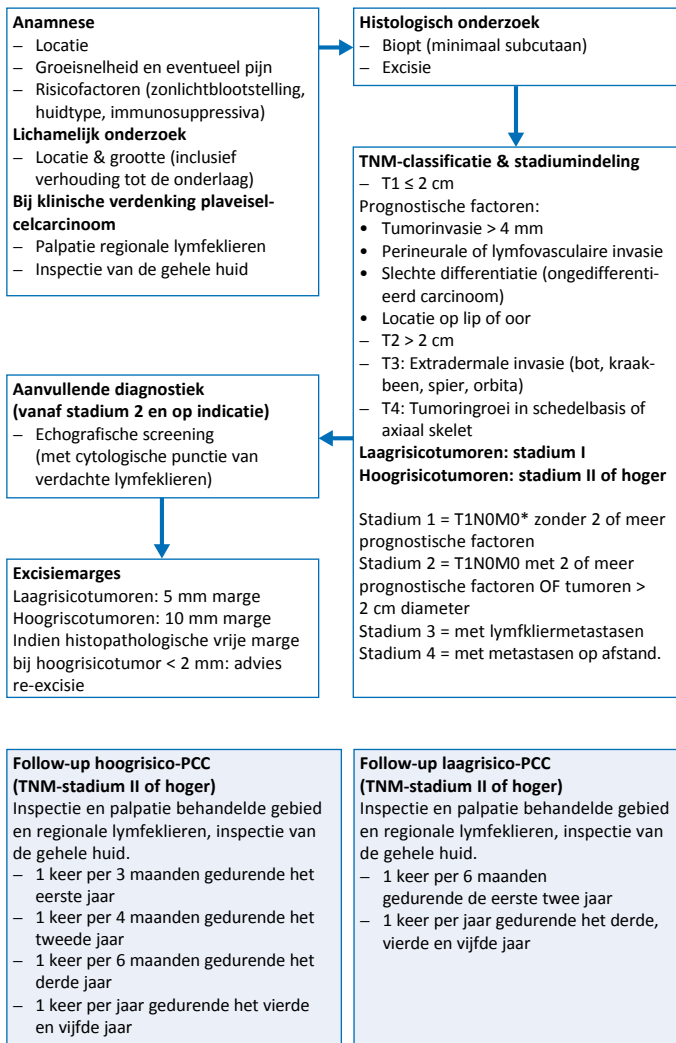 Anamnese
– Locatie
– Groeisnelheid en eventueel pijn
– Risicofactoren (zonlichtblootstelling,
huidtype, immunosuppressiva)
Lichamelijk onderzoek
– Locatie & grootte (inclusief
verhouding tot de onderlaag)
Bij klinische verdenking plaveisel-
celcarcinoom
– Palpatie regionale lymfeklieren
– Inspectie van de gehele huid
Histologisch onderzoek
– Biopt (minimaal subcutaan)
– Excisie
TNM-classificatie & stadiumindeling
– T1 ≤ 2 cm
Prognostische factoren:
• Tumorinvasie > 4 mm
• Perineurale of lymfovasculaire invasie
• Slechte differentiatie (ongedifferenti-
eerd carcinoom)
• Locatie op lip of oor
– T2 > 2 cm
– T3: Extradermale invasie (bot, kraak-
been, spier, orbita)
– T4: Tumoringroei in schedelbasis of
axiaal skelet
Laagrisicotumoren: stadium I
Hoogrisicotumoren: stadium II of hoger
Stadium 1 = T1N0M0* zonder 2 of meer
prognostische factoren
Stadium 2 = T1N0M0 met 2 of meer
prognostische factoren OF tumoren >
2 cm diameter
Stadium 3 = met lymfkliermetastasen
Stadium 4 = met metastasen op afstand.
Aanvullende diagnostiek
(vanaf stadium 2 en op indicatie)
– Echografische screening
(met cytologische punctie van
verdachte lymfeklieren)
Excisiemarges
Laagrisicotumoren: 5 mm marge
Hoogriscotumoren: 10 mm marge
Indien histopathologische vrije marge
bij hoogrisicotumor < 2 mm: advies
re-excisie
Follow-up hoogrisico-PCC
(TNM-stadium II of hoger)
Inspectie en palpatie behandelde gebied
en regionale lymfeklieren, inspectie van
de gehele huid.
– 1 keer per 3 maanden gedurende het
eerste jaar
– 1 keer per 4 maanden gedurende het
tweede jaar
– 1 keer per 6 maanden gedurende het
derde jaar
– 1 keer per jaar gedurende het vierde
en vijfde jaar
Follow-up laagrisico-PCC
(TNM-stadium II of hoger)
Inspectie en palpatie behandelde gebied
en regionale lymfeklieren, inspectie van
de gehele huid.
– 1 keer per 6 maanden
gedurende de eerste twee jaar
– 1 keer per jaar gedurende het derde,
vierde en vijfde jaar